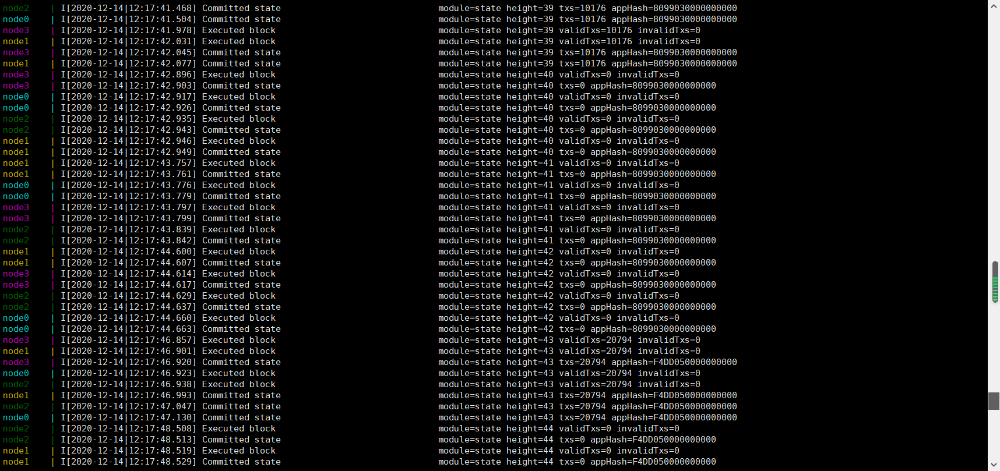 node2    | I[2020-12-14|12:17:41.468] Committed state                              module=state height=39 txs=10176 appHash=8099030000000000
node0    | I[2020-12-14|12:17:41.504] Committed state                              module=state height=39 txs=10176 appHash=8099030000000000
node3    | I[2020-12-14|12:17:41.978] Executed block                               module=state height=39 validTxs=10176 invalidTxs=0
node1    | I[2020-12-14|12:17:42.031] Executed block                               module=state height=39 validTxs=10176 invalidTxs=0
node3    | I[2020-12-14|12:17:42.045] Committed state                              module=state height=39 txs=10176 appHash=8099030000000000
node1    | I[2020-12-14|12:17:42.077] Committed state                              module=state height=39 txs=10176 appHash=8099030000000000
node3    | I[2020-12-14|12:17:42.896] Executed block                               module=state height=40 validTxs=0 invalidTxs=0
node3    | I[2020-12-14|12:17:42.903] Committed state                              module=state height=40 txs=0 appHash=8099030000000000
node0    | I[2020-12-14|12:17:42.917] Executed block                               module=state height=40 validTxs=0 invalidTxs=0
node0    | I[2020-12-14|12:17:42.926] Committed state                              module=state height=40 txs=0 appHash=8099030000000000
node2    | I[2020-12-14|12:17:42.935] Executed block                               module=state height=40 validTxs=0 invalidTxs=0
node2    | I[2020-12-14|12:17:42.943] Committed state                              module=state height=40 txs=0 appHash=8099030000000000
node1    | I[2020-12-14|12:17:42.946] Executed block                               module=state height=40 validTxs=0 invalidTxs=0
node1    | I[2020-12-14|12:17:42.949] Committed state                              module=state height=40 txs=0 appHash=8099030000000000
node1    | I[2020-12-14|12:17:43.757] Executed block                               module=state height=41 validTxs=0 invalidTxs=0
node1    | I[2020-12-14|12:17:43.761] Committed state                              module=state height=41 txs=0 appHash=8099030000000000
node0    | I[2020-12-14|12:17:43.776] Executed block                               module=state height=41 validTxs=0 invalidTxs=0
node0    | I[2020-12-14|12:17:43.779] Committed state                              module=state height=41 txs=0 appHash=8099030000000000
node3    | I[2020-12-14|12:17:43.797] Executed block                               module=state height=41 validTxs=0 invalidTxs=0
node3    | I[2020-12-14|12:17:43.799] Committed state                              module=state height=41 txs=0 appHash=8099030000000000
node2    | I[2020-12-14|12:17:43.839] Executed block                               module=state height=41 validTxs=0 invalidTxs=0
node2    | I[2020-12-14|12:17:43.842] Committed state                              module=state height=41 txs=0 appHash=8099030000000000
node1    | I[2020-12-14|12:17:44.600] Executed block                               module=state height=42 validTxs=0 invalidTxs=0
node1    | I[2020-12-14|12:17:44.607] Committed state                              module=state height=42 txs=0 appHash=8099030000000000
node3    | I[2020-12-14|12:17:44.614] Executed block                               module=state height=42 validTxs=0 invalidTxs=0
node3    | I[2020-12-14|12:17:44.617] Committed state                              module=state height=42 txs=0 appHash=8099030000000000
node2    | I[2020-12-14|12:17:44.629] Executed block                               module=state height=42 validTxs=0 invalidTxs=0
node2    | I[2020-12-14|12:17:44.637] Committed state                              module=state height=42 txs=0 appHash=8099030000000000
node0    | I[2020-12-14|12:17:44.660] Executed block                               module=state height=42 validTxs=0 invalidTxs=0
node0    | I[2020-12-14|12:17:44.663] Committed state                              module=state height=42 txs=0 appHash=8099030000000000
node3    | I[2020-12-14|12:17:46.857] Executed block                               module=state height=43 validTxs=20794 invalidTxs=0
node1    | I[2020-12-14|12:17:46.901] Executed block                               module=state height=43 validTxs=20794 invalidTxs=0
node3    | I[2020-12-14|12:17:46.920] Committed state                              module=state height=43 txs=20794 appHash=F4DD050000000000
node0    | I[2020-12-14|12:17:46.923] Executed block                               module=state height=43 validTxs=20794 invalidTxs=0
node2    | I[2020-12-14|12:17:46.938] Executed block                               module=state height=43 validTxs=20794 invalidTxs=0
node1    | I[2020-12-14|12:17:46.993] Committed state                              module=state height=43 txs=20794 appHash=F4DD050000000000
node2    | I[2020-12-14|12:17:47.047] Committed state                              module=state height=43 txs=20794 appHash=F4DD050000000000
node0    | I[2020-12-14|12:17:47.130] Committed state                              module=state height=43 txs=20794 appHash=F4DD050000000000
node2    | I[2020-12-14|12:17:48.508] Executed block                               module=state height=44 validTxs=0 invalidTxs=0
node2    | I[2020-12-14|12:17:48.513] Committed state                              module=state height=44 txs=0 appHash=F4DD050000000000
node1    | I[2020-12-14|12:17:48.519] Executed block                               module=state height=44 validTxs=0 invalidTxs=0
node1    | I[2020-12-14|12:17:48.529] Committed state                              module=state height=44 txs=0 appHash=F4DD050000000000